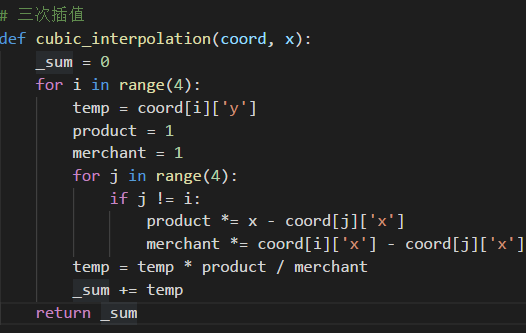 # 三次插值
def cubic_interpolation(coord, x):
    _sum = 0
    for i in range(4):
        temp = coord[i]['y']
        product = 1
        merchant = 1
        for j in range(4):
            if j != i:
                product *= x - coord[j]['x']
                merchant *= coord[i]['x'] - coord[j]['x']
        temp = temp * product / merchant
        _sum += temp
    return _sum